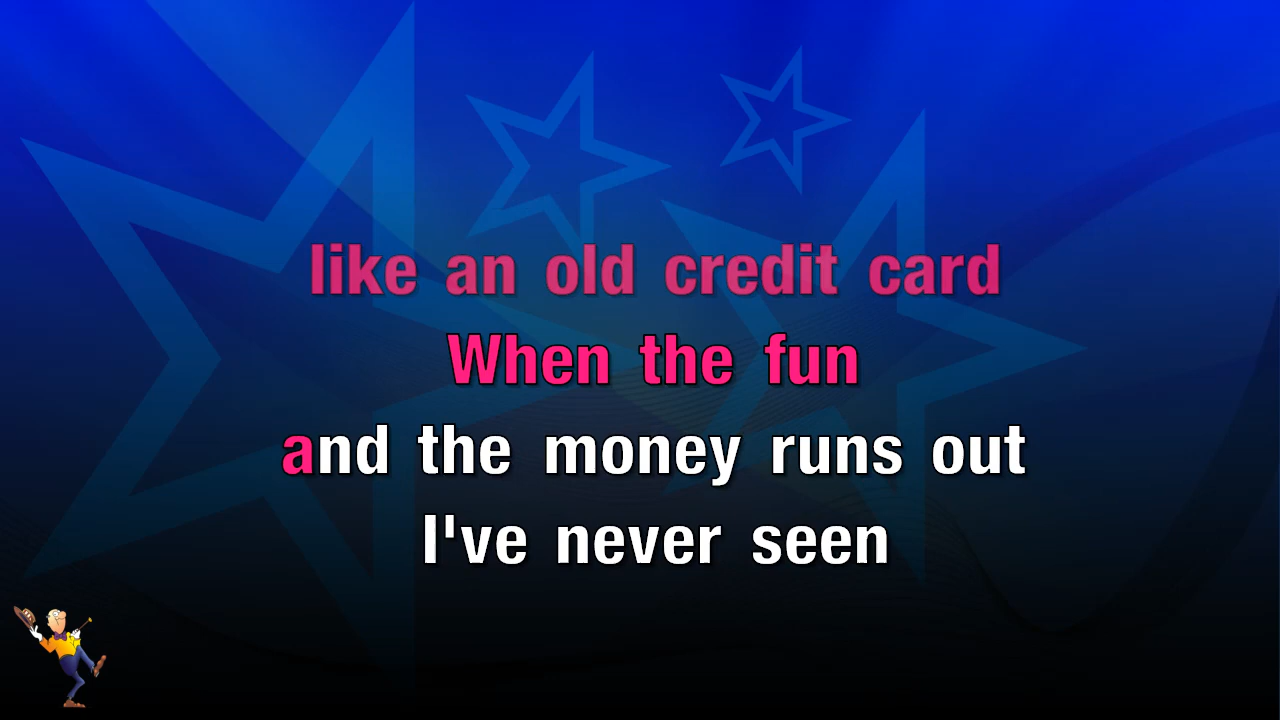 like an old credit card
When the fun
and the money runs out
I've never seen